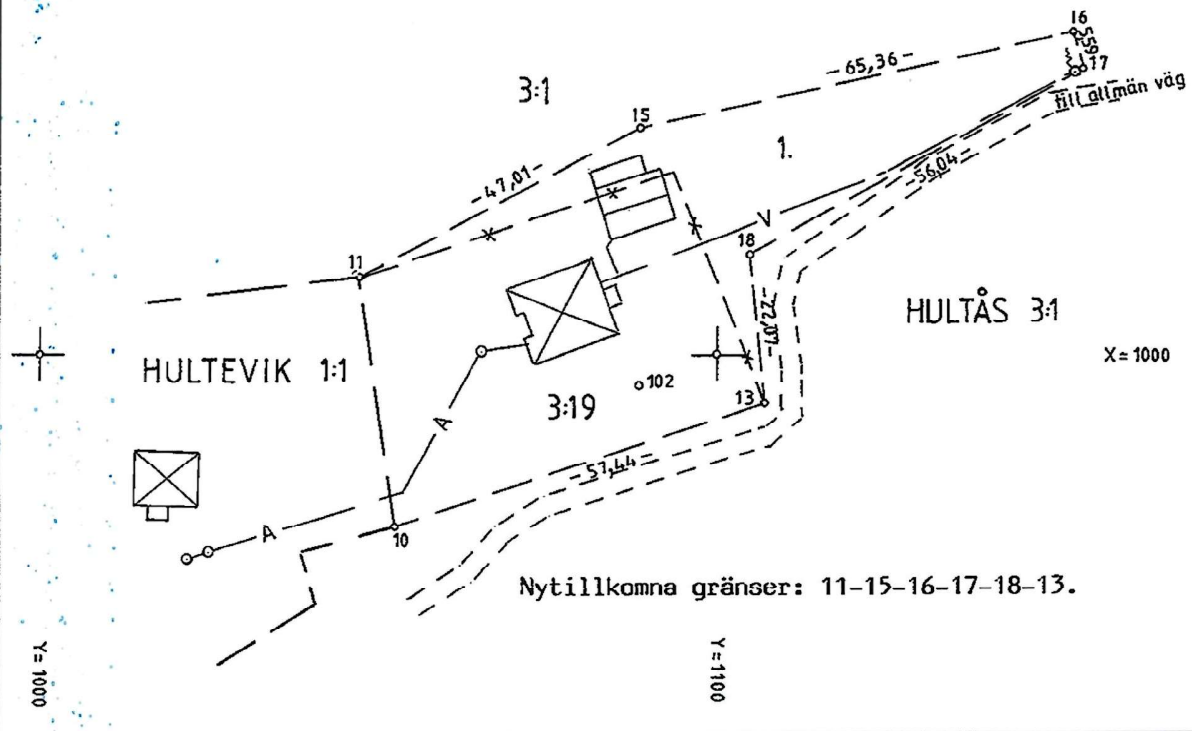 16
5,59
17
till allmän väg
-65,36-
3:1
15
1.
-47,01-
-56,04-
V
18
11
-22,07-
HULTÅS 3:1
X=1000
HULTEVIK 1:1
102
3:19
13
A
-57,44-
A
10
Nytillkomna gränser: 11-15-16-17-18-13.
Y=1000
Y=1100